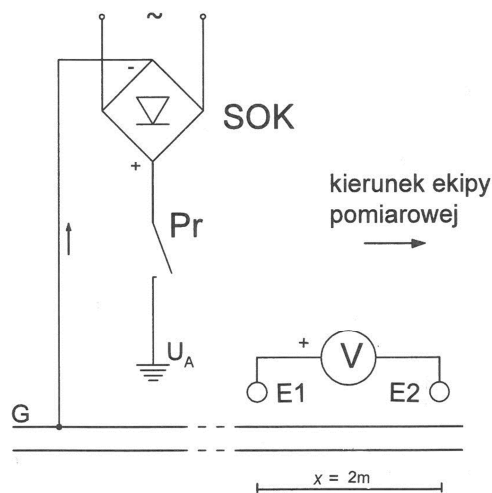 ~
-
SOK
+
kierunek ekipy
pomiarowej
Pr
U_A
+
V
E1
E2
G
x = 2m